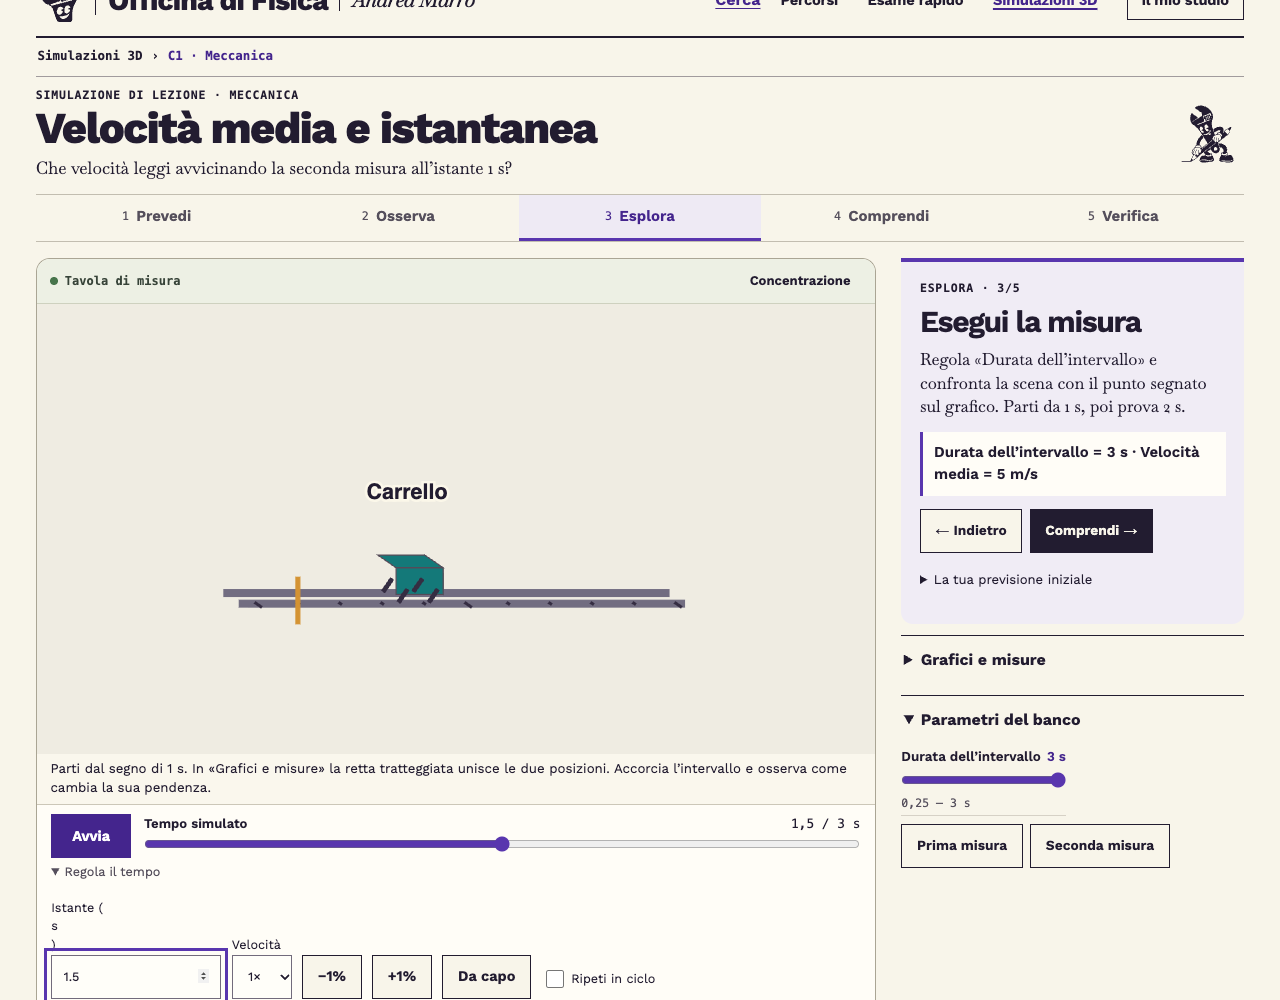 Officina di Fisica
Andrea Marro
Cerca
Percorsi
Esame rapido
Simulazioni 3D
Il mio studio
Simulazioni 3D › C1 · Meccanica
SIMULAZIONE DI LEZIONE · MECCANICA
Velocità media e istantanea
Che velocità leggi avvicinando la seconda misura all’istante 1 s?
1 Prevedi
2 Osserva
3 Esplora
4 Comprendi
5 Verifica
Tavola di misura
Concentrazione
Carrello
Parti dal segno di 1 s. In «Grafici e misure» la retta tratteggiata unisce le due posizioni. Accorcia l’intervallo e osserva come
cambia la sua pendenza.
Avvia
Tempo simulato
1,5 / 3 s
▼ Regola il tempo
Istante (
s
)
1.5
Velocità
1×
−1%
+1%
Da capo
Ripeti in ciclo
ESPLORA · 3/5
Esegui la misura
Regola «Durata dell’intervallo» e
confronta la scena con il punto segnato
sul grafico. Parti da 1 s, poi prova 2 s.
Durata dell’intervallo = 3 s · Velocità
media = 5 m/s
← Indietro
Comprendi →
▶ La tua previsione iniziale
▶ Grafici e misure
▼ Parametri del banco
Durata dell’intervallo 3 s
0,25 – 3 s
Prima misura
Seconda misura